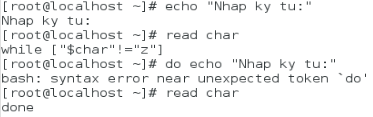 [root@localhost ~]# echo "Nhap ky tu:"
Nhap ky tu:
[root@localhost ~]# read char
while ["$char"!="z"]
[root@localhost ~]# do echo "Nhap ky tu:"
bash: syntax error near unexpected token `do'
[root@localhost ~]# read char
done